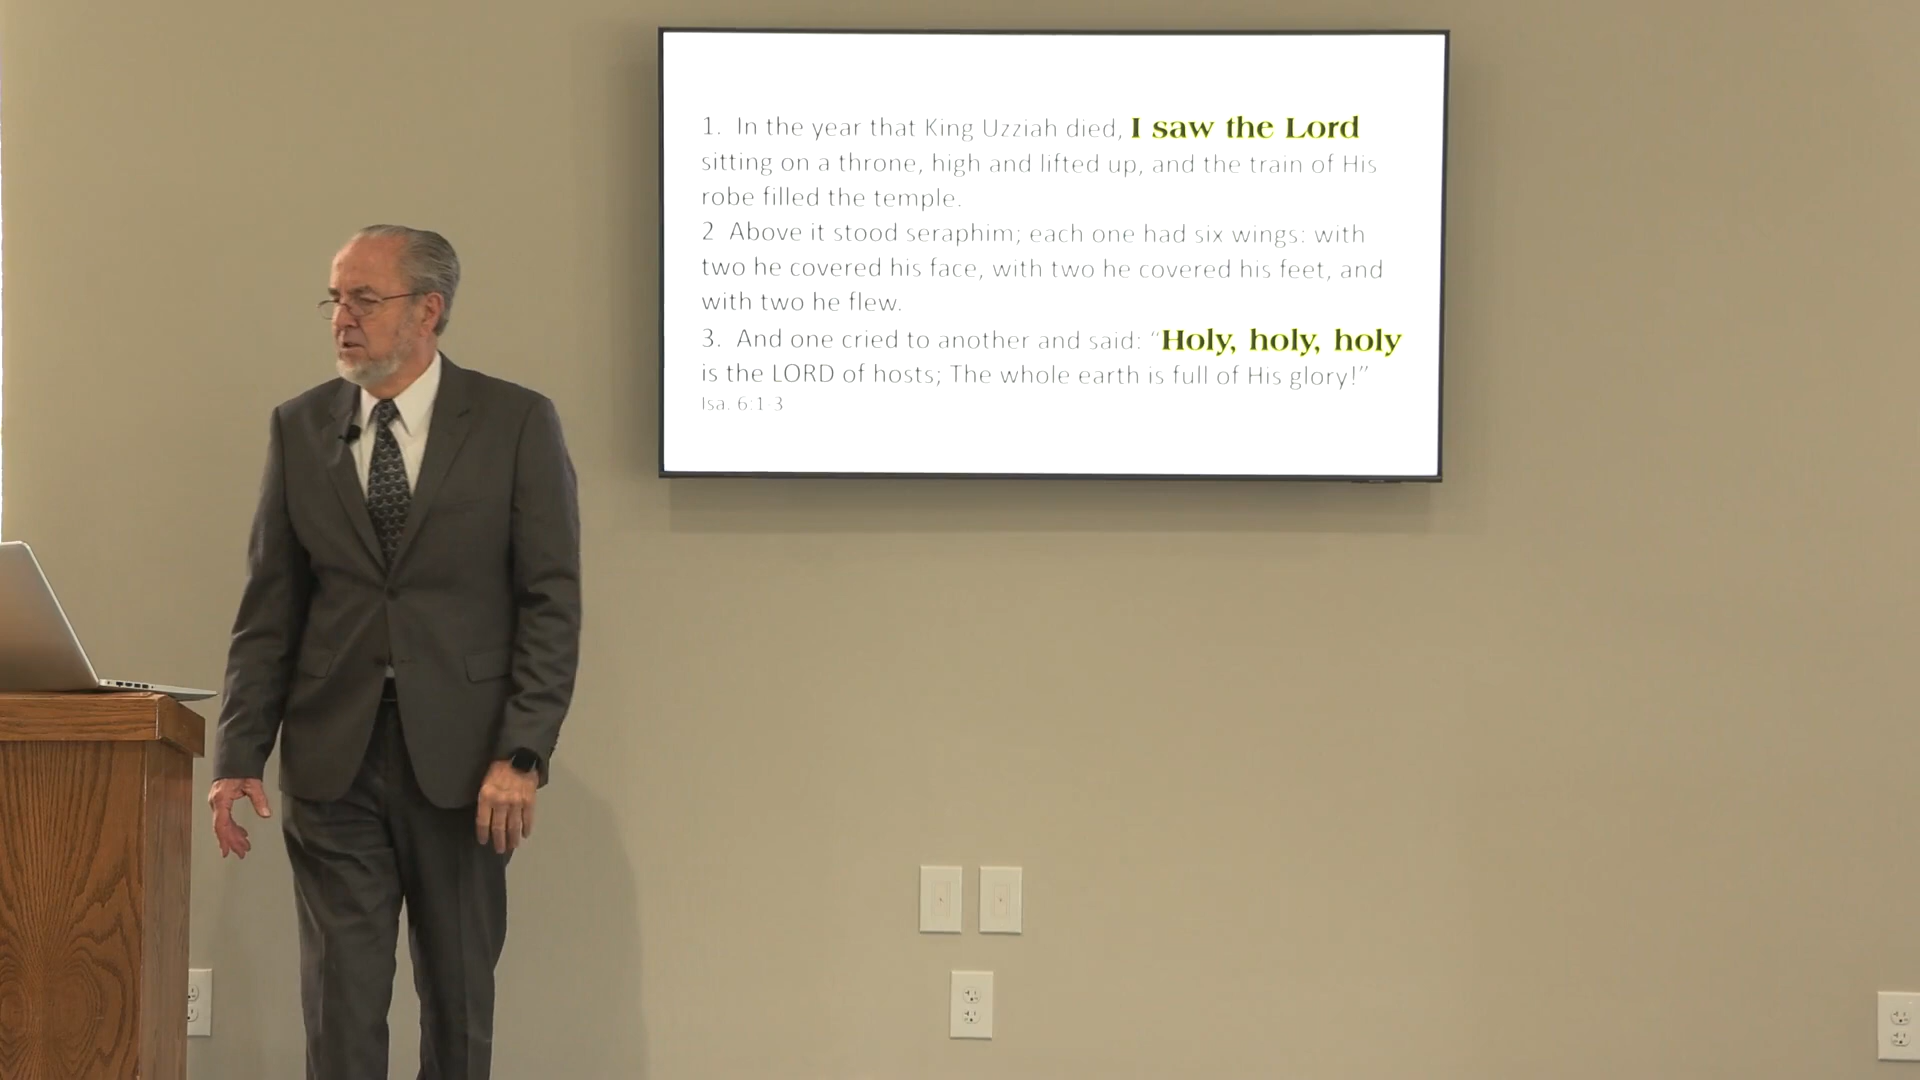 1. In the year that King Uzziah died, I saw the Lord
sitting on a throne, high and lifted up, and the train of His
robe filled the temple.
2 Above it stood seraphim; each one had six wings: with
two he covered his face, with two he covered his feet, and
with two he flew.
3. And one cried to another and said: “Holy, holy, holy
is the LORD of hosts; The whole earth is full of His glory!”
Isa. 6:1-3